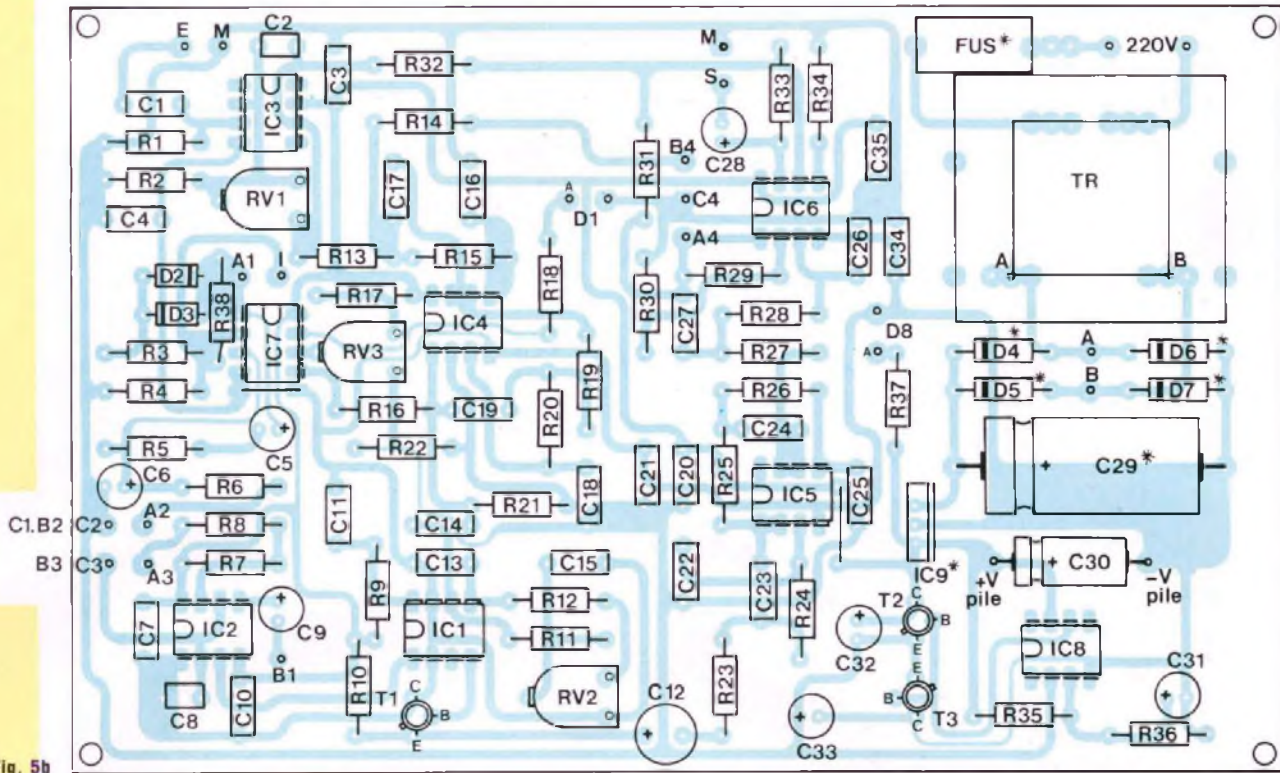 E M C2
C3
R32
M
S
R33
R34
FUS* 220V
C1
IC3
R14
R1
R2
C4
RV1
C17
C16
A
D1
R31
B4
C28
C4
A4
IC6
C35
TR
A B
D2
D3
R38
A1 I
R13
R15
R17
IC4
R18
R30
R29
C27
C26
C34
R28
D8
A
IC7
RV3
R3
R4
R19
R27
R26
R37
D4* A D6*
D5* B D7*
R16
C19
R20
R22
C24
C29*
+
R5
C5
+
C6
+
R6
C11
R21
C18
C21
C20
R25
IC5
C25
C1.B2 C2 A2 R8
B3 C3 A3 R7
C14
C13
C15
C22
C23
R24
IC9*
+V pile
+ C30
-V pile
C7
IC2
C9
+
B1
R9
IC1
R12
R11
C T2 B E
C32
+
IC8
C31
+
C8
C10
R10
T1 C B E
RV2
C12
+
R23
C33
+
E B T3 C
R35
R36
Fig. 5b